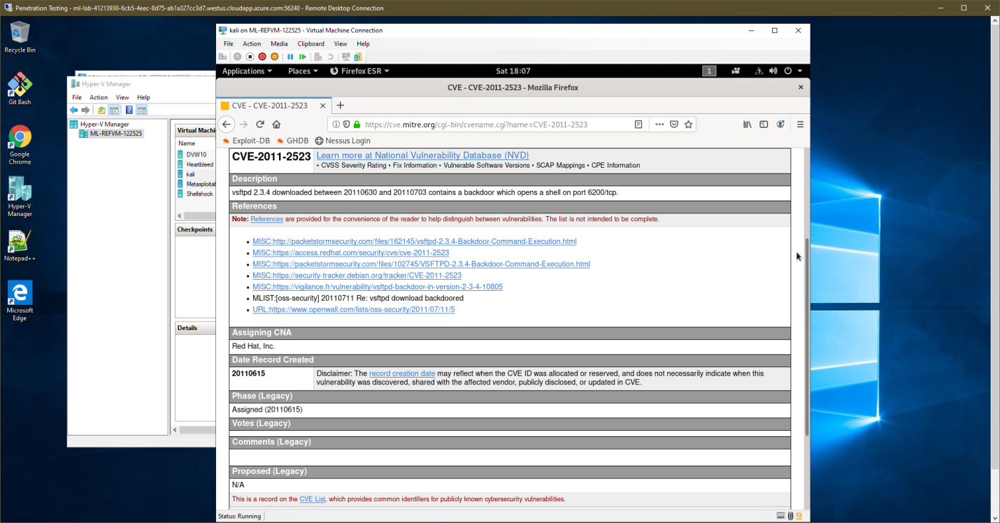 Penetration Testing - ml-lab-41213930-6cb5-4eec-8d75-ab1a327cc3d7.westus.cloudapp.azure.com:56240 - Remote Desktop Connection
Recycle Bin
Git Bash
Google
Chrome
Hyper-V
Manager
Notepad++
Microsoft
Edge
Hyper-V Manager
File Action View Help
Hyper-V Manager
ML-REFVM-122525
Virtual Machi
Name
DVW10
Heartbleed
kali
Metasploitab
Shellshock
Checkpoints
Details
kali on ML-REFVM-122525 - Virtual Machine Connection
File Action Media Clipboard View Help
Applications Places Firefox ESR Sat 18:07 1
CVE - CVE-2011-2523 - Mozilla Firefox
CVE - CVE-2011-2523
https://cve.mitre.org/cgi-bin/cvename.cgi?name=CVE-2011-2523
Exploit-DB GHDB Nessus Login
CVE-2011-2523 Learn more at National Vulnerability Database (NVD)
• CVSS Severity Rating • Fix Information • Vulnerable Software Versions • SCAP Mappings • CPE Information
Description
vsftpd 2.3.4 downloaded between 20110630 and 20110703 contains a backdoor which opens a shell on port 6200/tcp.
References
Note: References are provided for the convenience of the reader to help distinguish between vulnerabilities. The list is not intended to be complete.
• MISC:http://packetstormsecurity.com/files/162145/vsftpd-2.3.4-Backdoor-Command-Execution.html
• MISC:https://access.redhat.com/security/cve/cve-2011-2523
• MISC:https://packetstormsecurity.com/files/102745/VSFTPD-2.3.4-Backdoor-Command-Execution.html
• MISC:https://security-tracker.debian.org/tracker/CVE-2011-2523
• MISC:https://vigilance.fr/vulnerability/vsftpd-backdoor-in-version-2-3-4-10805
• MLIST:[oss-security] 20110711 Re: vsftpd download backdoored
• URL:https://www.openwall.com/lists/oss-security/2011/07/11/5
Assigning CNA
Red Hat, Inc.
Date Record Created
20110615 Disclaimer: The record creation date may reflect when the CVE ID was allocated or reserved, and does not necessarily indicate when this
vulnerability was discovered, shared with the affected vendor, publicly disclosed, or updated in CVE.
Phase (Legacy)
Assigned (20110615)
Votes (Legacy)
Comments (Legacy)
Proposed (Legacy)
N/A
This is a record on the CVE List, which provides common identifiers for publicly known cybersecurity vulnerabilities.
Status: Running